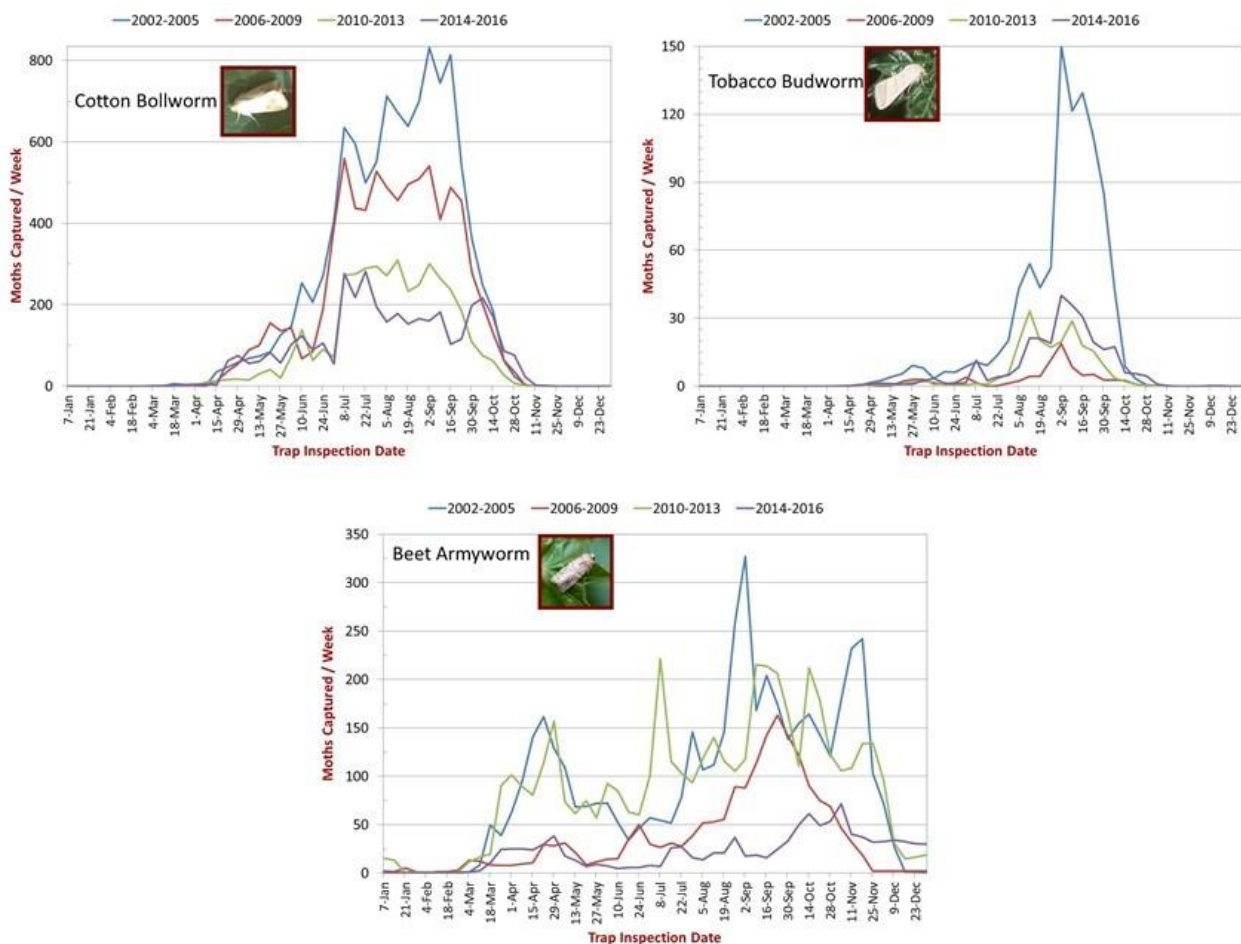 2002-2005 2006-2009 2010-2013 2014-2016
Cotton Bollworm
Moths Captured / Week
800
600
400
200
0
7-Jan 21-Jan 4-Feb 18-Feb 4-Mar 18-Mar 1-Apr 15-Apr 29-Apr 13-May 27-May 10-Jun 24-Jun 8-Jul 22-Jul 5-Aug 19-Aug 2-Sep 16-Sep 30-Sep 14-Oct 28-Oct 11-Nov 25-Nov 9-Dec 23-Dec
Trap Inspection Date
2002-2005 2006-2009 2010-2013 2014-2016
Tobacco Budworm
Moths Captured / Week
150
120
90
60
30
0
7-Jan 21-Jan 4-Feb 18-Feb 4-Mar 18-Mar 1-Apr 15-Apr 29-Apr 13-May 27-May 10-Jun 24-Jun 8-Jul 22-Jul 5-Aug 19-Aug 2-Sep 16-Sep 30-Sep 14-Oct 28-Oct 11-Nov 25-Nov 9-Dec 23-Dec
Trap Inspection Date
2002-2005 2006-2009 2010-2013 2014-2016
Beet Armyworm
Moths Captured / Week
350
300
250
200
150
100
50
0
7-Jan 21-Jan 4-Feb 18-Feb 4-Mar 18-Mar 1-Apr 15-Apr 29-Apr 13-May 27-May 10-Jun 24-Jun 8-Jul 22-Jul 5-Aug 19-Aug 2-Sep 16-Sep 30-Sep 14-Oct 28-Oct 11-Nov 25-Nov 9-Dec 23-Dec
Trap Inspection Date